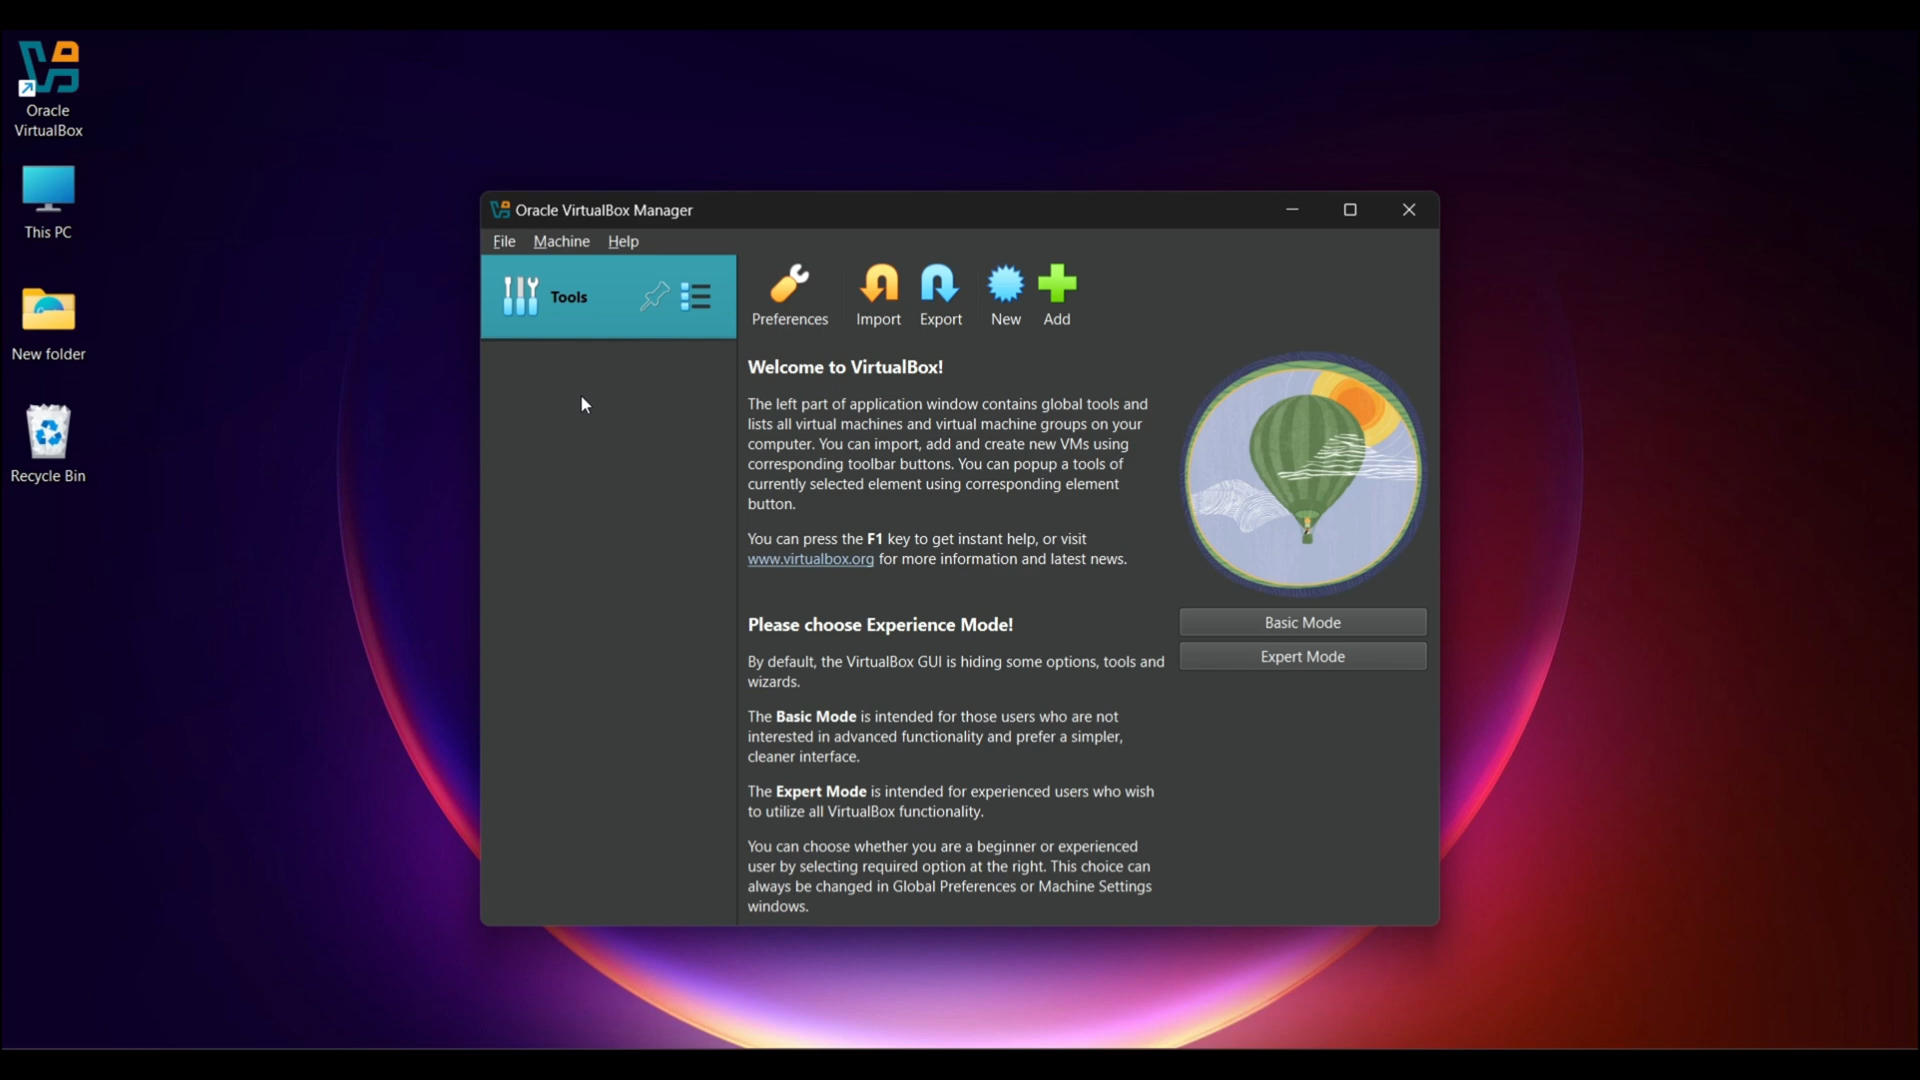 Oracle
VirtualBox
This PC
New folder
Recycle Bin
Oracle VirtualBox Manager
File Machine Help
Tools
Preferences Import Export New Add
Welcome to VirtualBox!
The left part of application window contains global tools and
lists all virtual machines and virtual machine groups on your
computer. You can import, add and create new VMs using
corresponding toolbar buttons. You can popup a tools of
currently selected element using corresponding element
button.
You can press the F1 key to get instant help, or visit
www.virtualbox.org for more information and latest news.
Please choose Experience Mode!
By default, the VirtualBox GUI is hiding some options, tools and
wizards.
The Basic Mode is intended for those users who are not
interested in advanced functionality and prefer a simpler,
cleaner interface.
The Expert Mode is intended for experienced users who wish
to utilize all VirtualBox functionality.
You can choose whether you are a beginner or experienced
user by selecting required option at the right. This choice can
always be changed in Global Preferences or Machine Settings
windows.
Basic Mode
Expert Mode